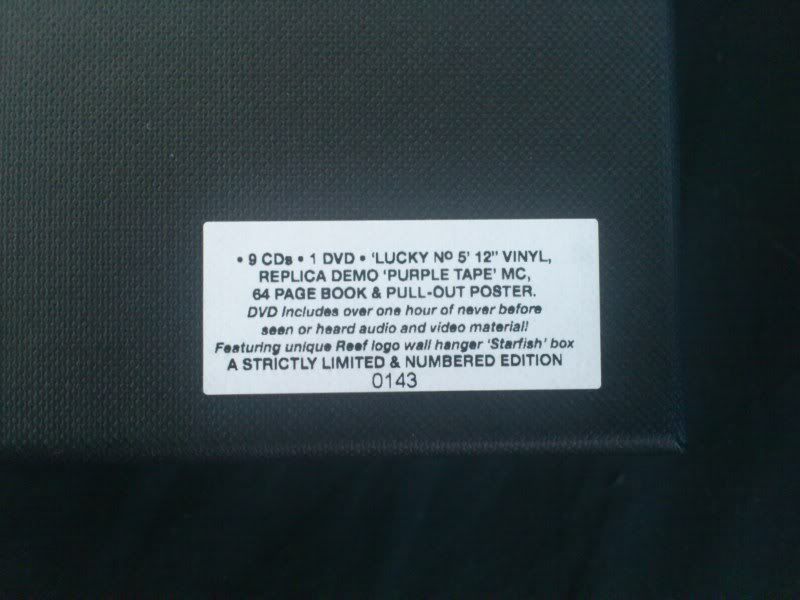 • 9 CDs • 1 DVD • 'LUCKY Nº 5' 12" VINYL,
REPLICA DEMO 'PURPLE TAPE' MC,
64 PAGE BOOK & PULL-OUT POSTER.
DVD Includes over one hour of never before
seen or heard audio and video material!
Featuring unique Reef logo wall hanger 'Starfish' box
A STRICTLY LIMITED & NUMBERED EDITION
0143